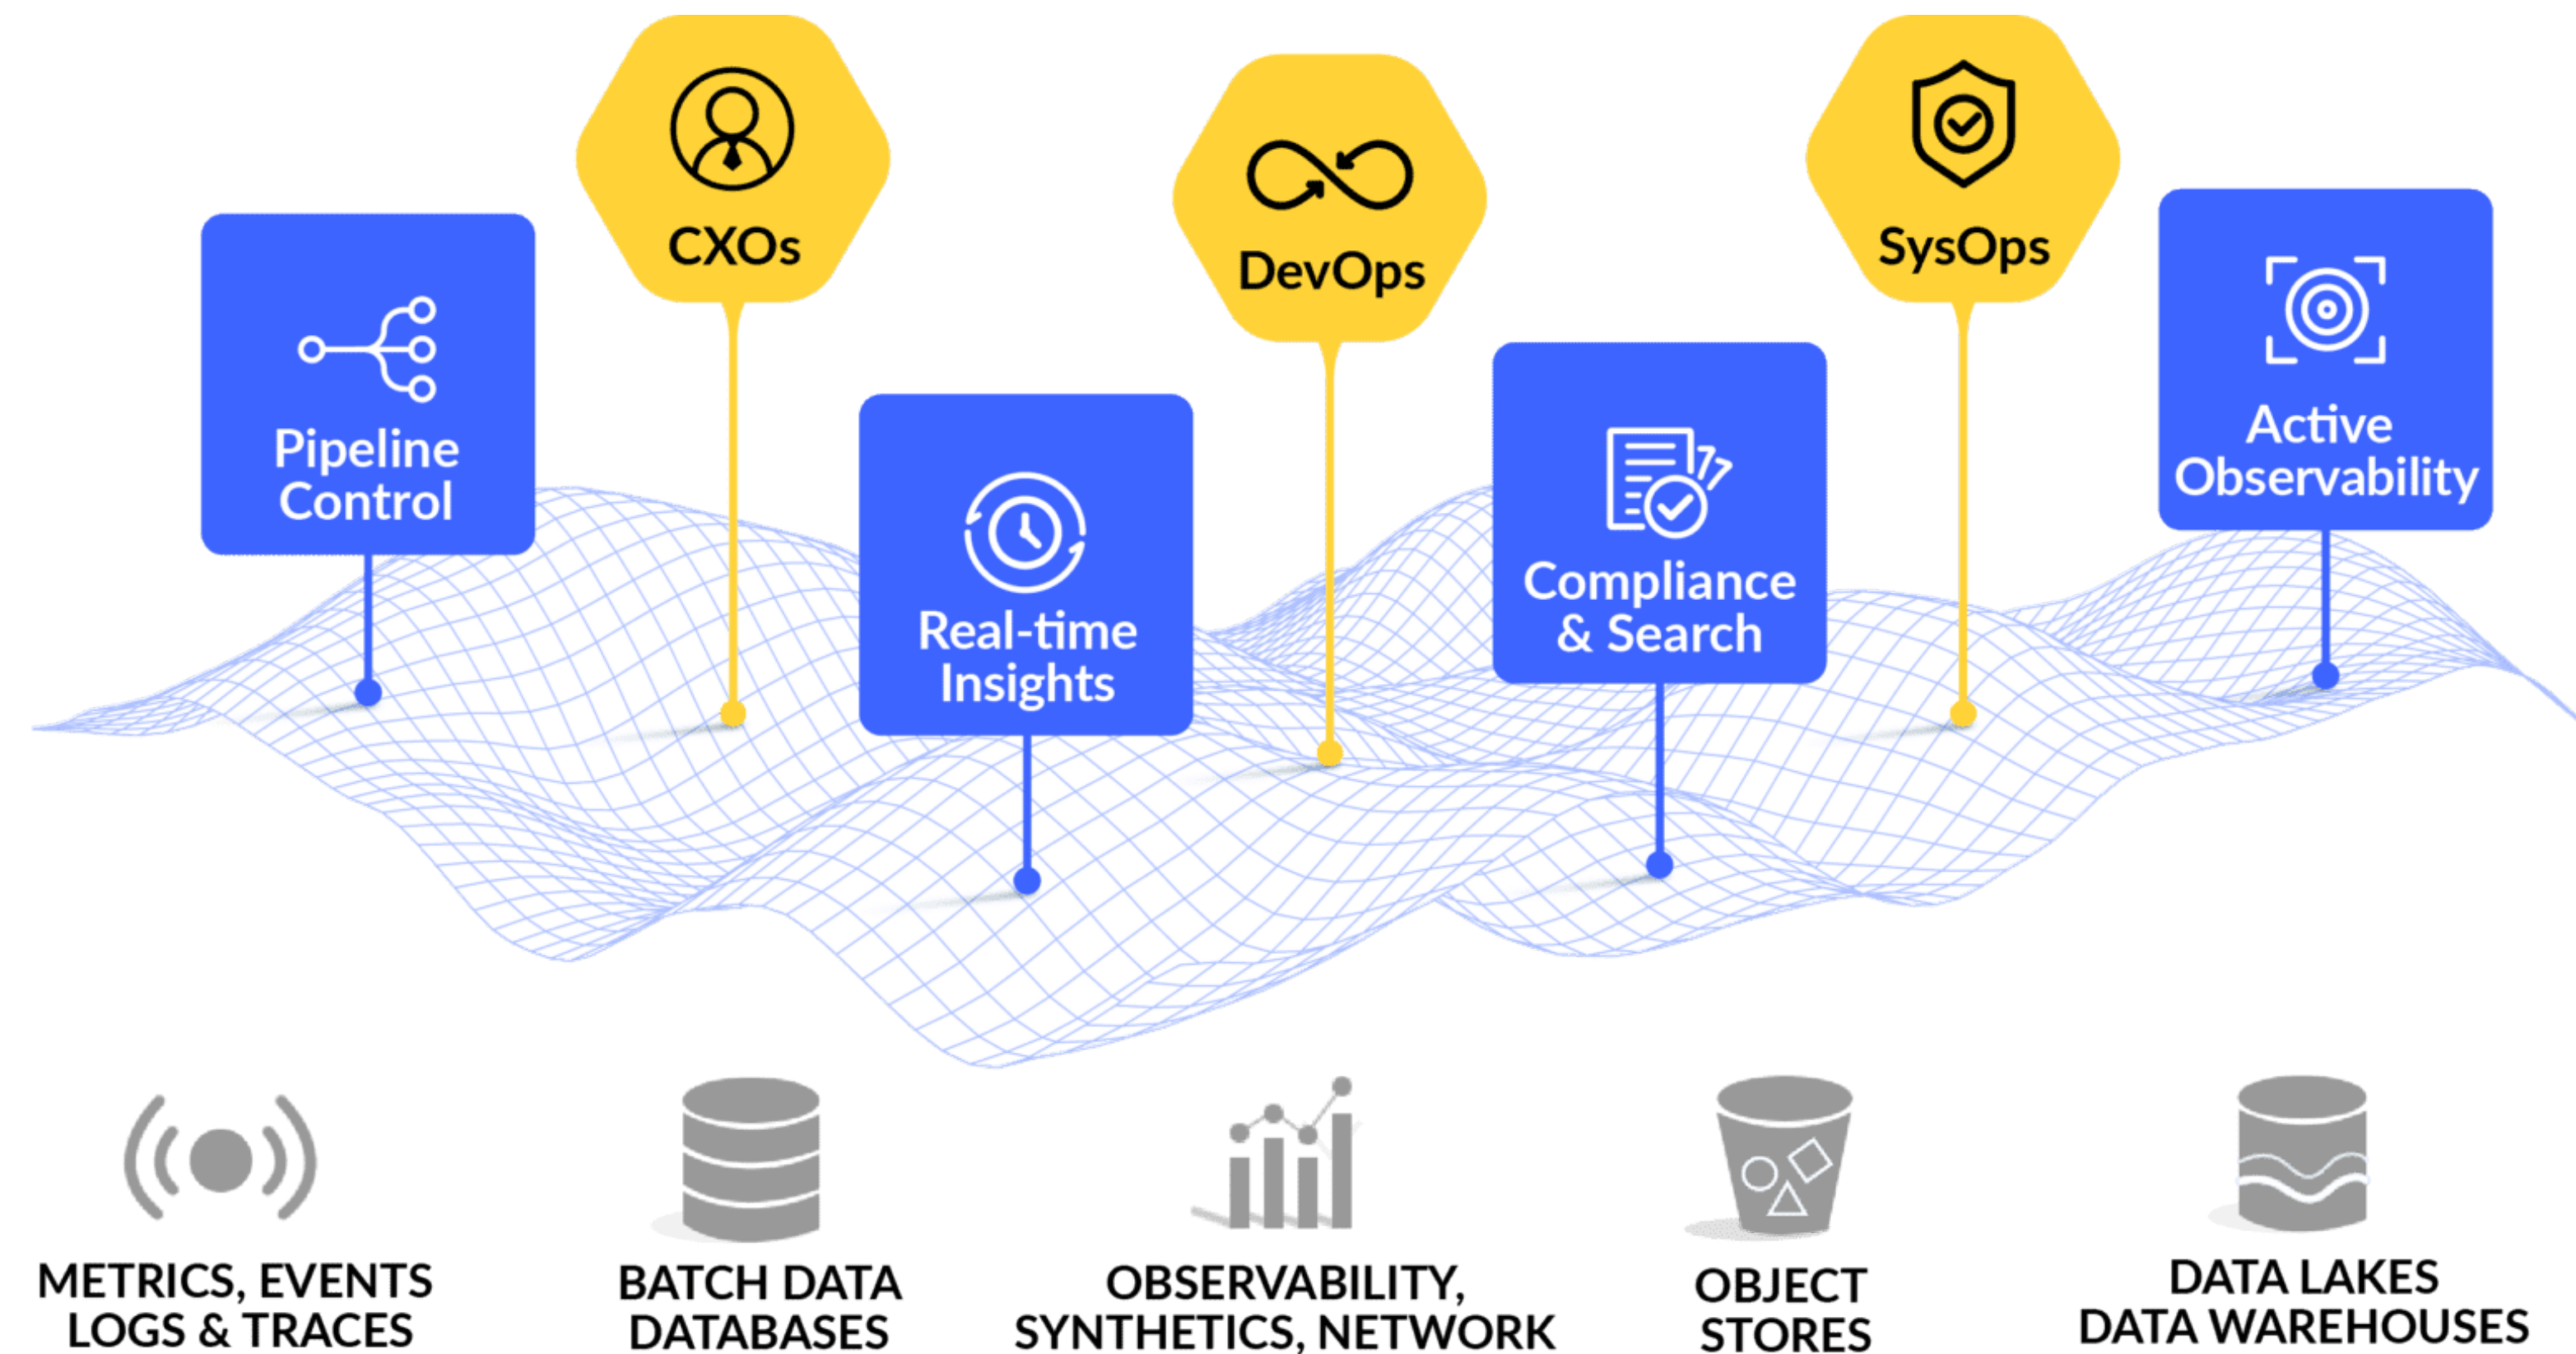 CXOs
DevOps
SysOps
Pipeline
Control
Real-time
Insights
Compliance
& Search
Active
Observability
METRICS, EVENTS
LOGS & TRACES
BATCH DATA
DATABASES
OBSERVABILITY,
SYNTHETICS, NETWORK
OBJECT
STORES
DATA LAKES
DATA WAREHOUSES